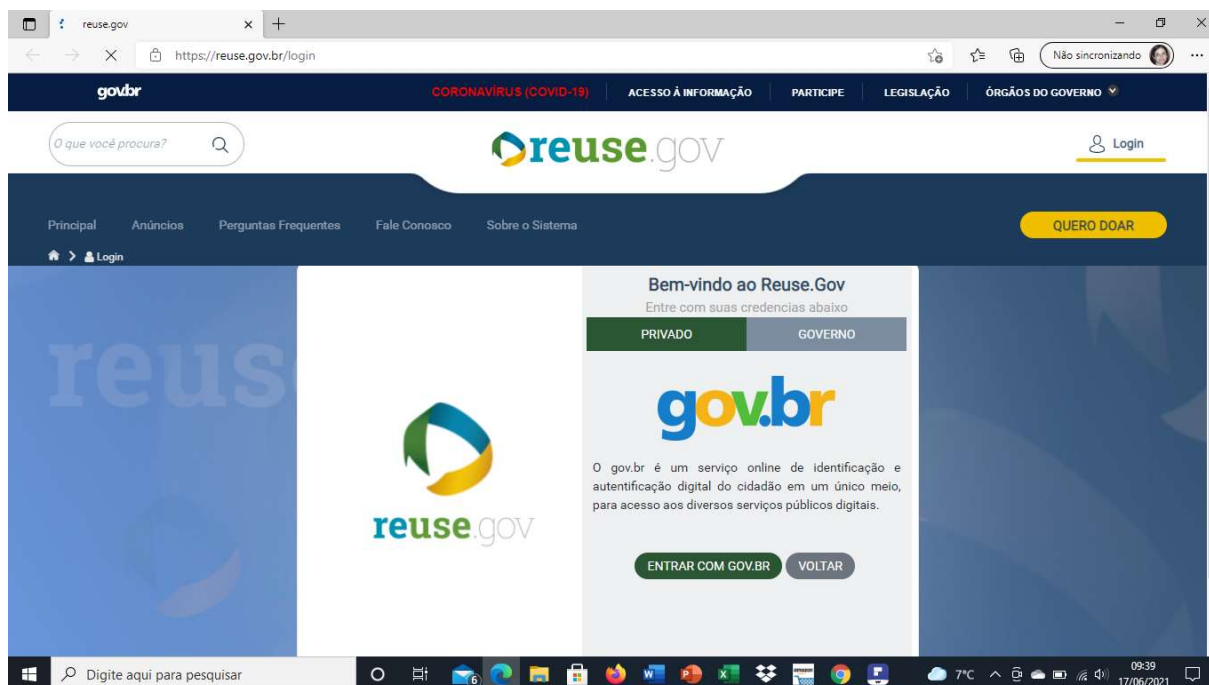 reuse.gov
https://reuse.gov.br/login
Não sincronizando
gov.br
CORONAVÍRUS (COVID-19)
ACESSO À INFORMAÇÃO
PARTICIPE
LEGISLAÇÃO
ÓRGÃOS DO GOVERNO
O que você procura?
reuse.gov
Login
Principal
Anúncios
Perguntas Frequentes
Fale Conosco
Sobre o Sistema
QUERO DOAR
Login
reuse
reuse.gov
Bem-vindo ao Reuse.Gov
Entre com suas credencias abaixo
PRIVADO
GOVERNO
gov.br
O gov.br é um serviço online de identificação e
autentificação digital do cidadão em um único meio,
para acesso aos diversos serviços públicos digitais.
ENTRAR COM GOV.BR
VOLTAR
Digite aqui para pesquisar
6
7°C
09:39
17/06/2021